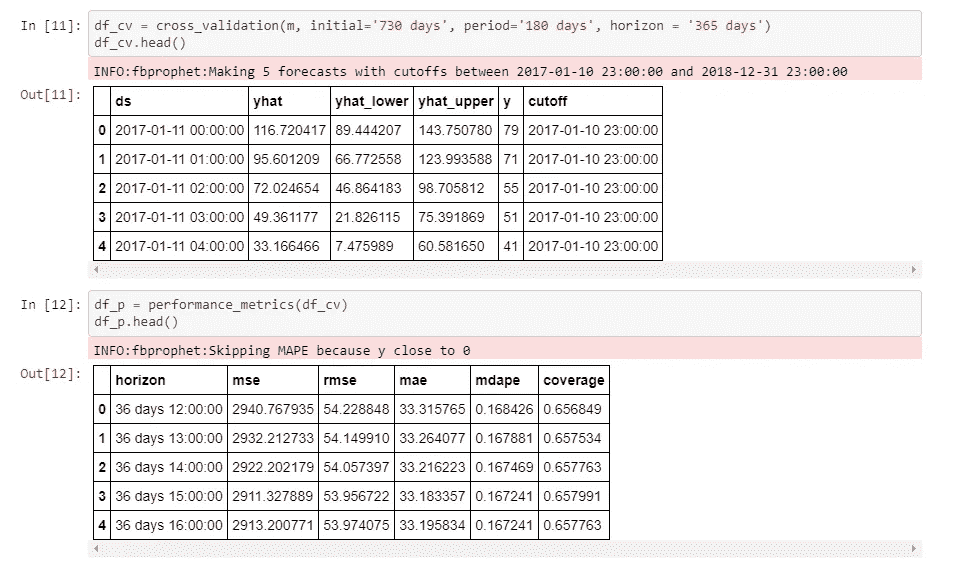 In [11]: df_cv = cross_validation(m, initial='730 days', period='180 days', horizon = '365 days')
df_cv.head()
INFO:fbprophet:Making 5 forecasts with cutoffs between 2017-01-10 23:00:00 and 2018-12-31 23:00:00
Out[11]:
ds yhat yhat_lower yhat_upper y cutoff
0 2017-01-11 00:00:00 116.720417 89.444207 143.750780 79 2017-01-10 23:00:00
1 2017-01-11 01:00:00 95.601209 66.772558 123.993588 71 2017-01-10 23:00:00
2 2017-01-11 02:00:00 72.024654 46.864183 98.705812 55 2017-01-10 23:00:00
3 2017-01-11 03:00:00 49.361177 21.826115 75.391869 51 2017-01-10 23:00:00
4 2017-01-11 04:00:00 33.166466 7.475989 60.581650 41 2017-01-10 23:00:00
In [12]: df_p = performance_metrics(df_cv)
df_p.head()
INFO:fbprophet:Skipping MAPE because y close to 0
Out[12]:
horizon mse rmse mae mdape coverage
0 36 days 12:00:00 2940.767935 54.228848 33.315765 0.168426 0.656849
1 36 days 13:00:00 2932.212733 54.149910 33.264077 0.167881 0.657534
2 36 days 14:00:00 2922.202179 54.057397 33.216223 0.167469 0.657763
3 36 days 15:00:00 2911.327889 53.956722 33.183357 0.167241 0.657991
4 36 days 16:00:00 2913.200771 53.974075 33.195834 0.167241 0.657763